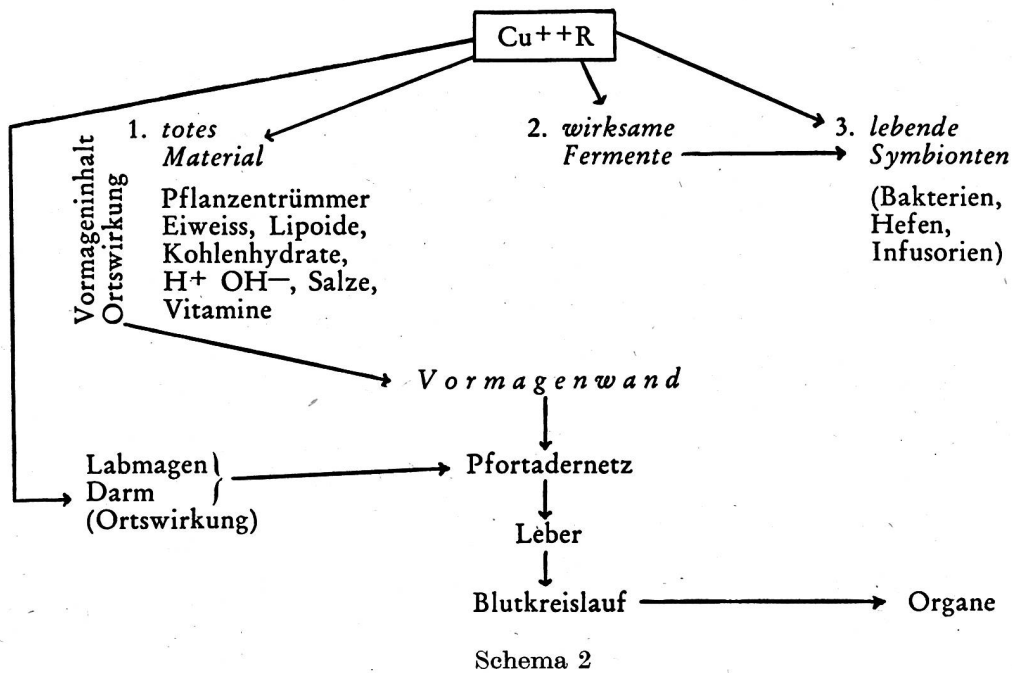 Cu++R
Vormageninhalt
Ortswirkung
1. totes
Material
Pflanzentrümmer
Eiweiss, Lipoide,
Kohlenhydrate,
H+ OH—, Salze,
Vitamine
2. wirksame
Fermente
3. lebende
Symbionten
(Bakterien,
Hefen,
Infusorien)
Vormagenwand
Labmagen
Darm
(Ortswirkung)
Pfortadernetz
Leber
Blutkreislauf
Organe
Schema 2